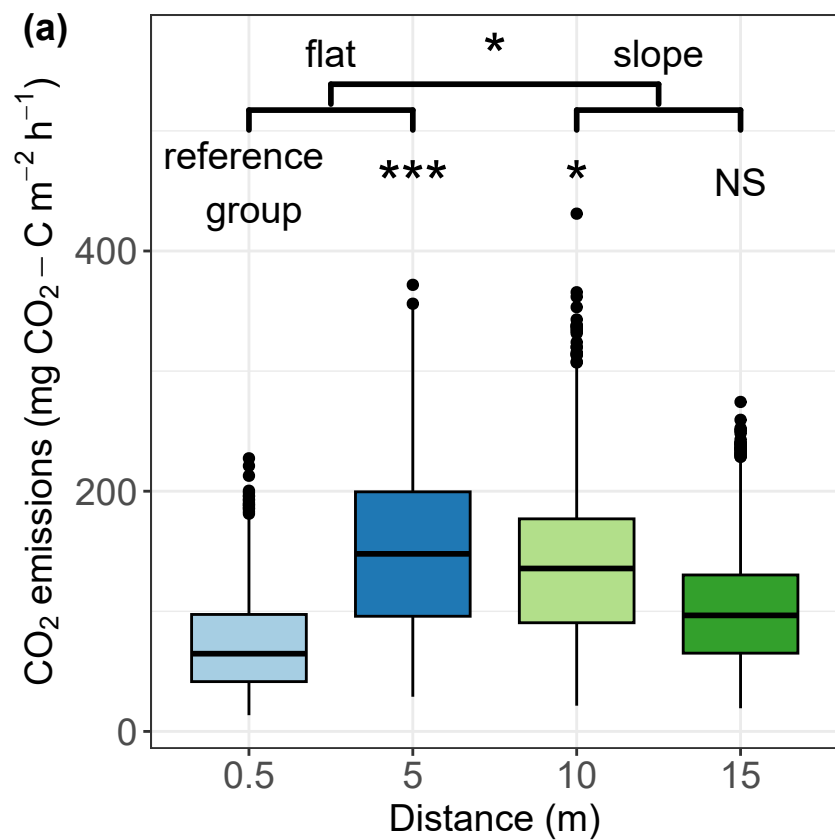 (a)
flat * slope
reference *** * NS
group
CO₂ emissions (mg CO₂ − C m⁻² h⁻¹)
400
200
0
0.5 5 10 15
Distance (m)